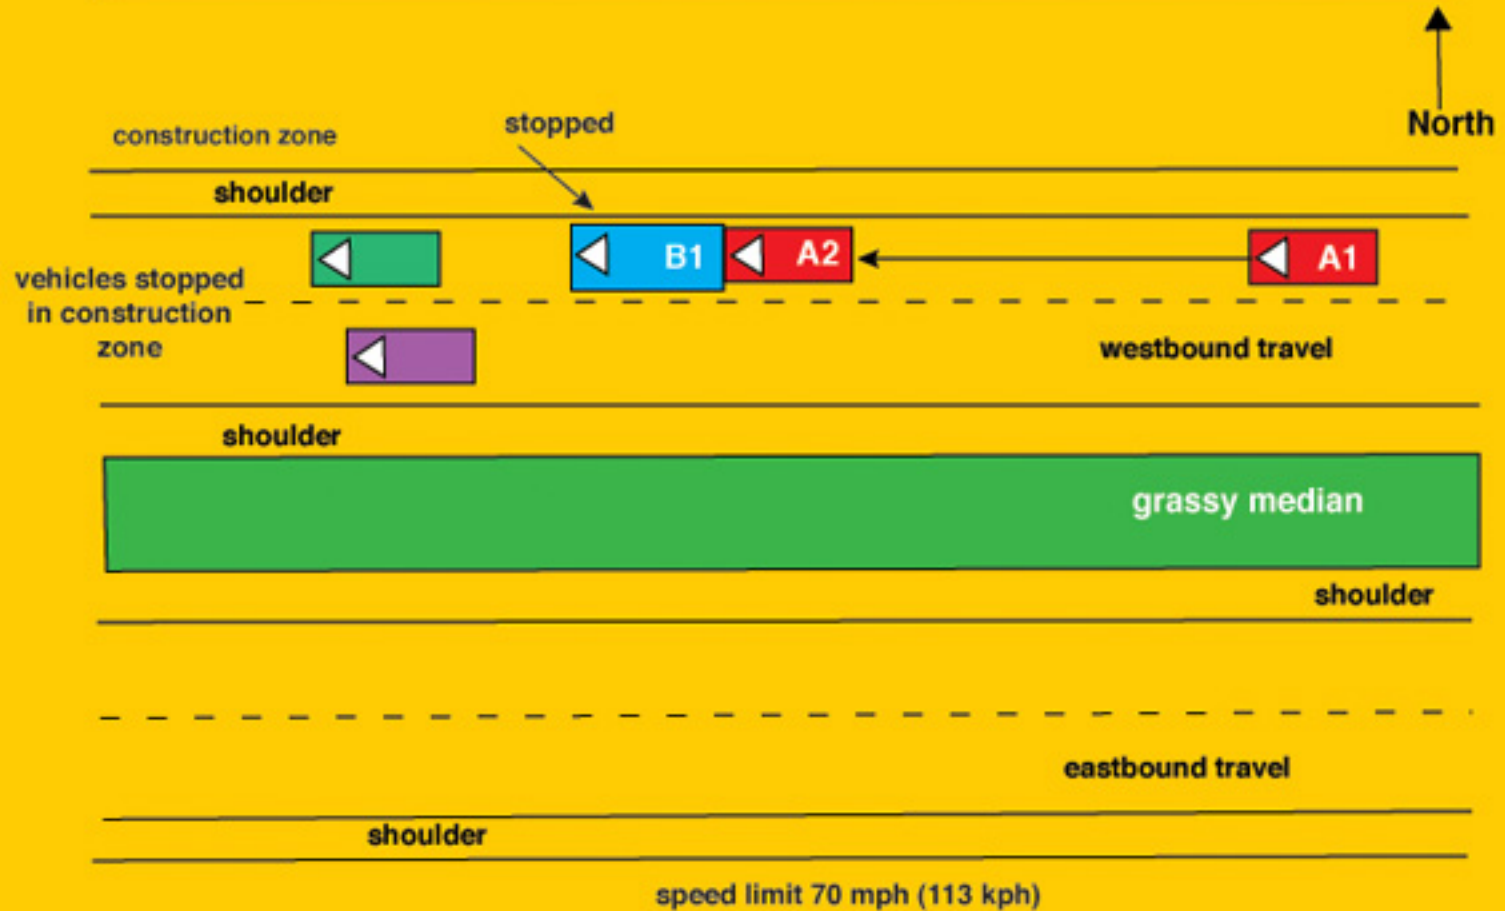 North
construction zone
stopped
shoulder
B1
A2
A1
vehicles stopped
in construction
zone
westbound travel
shoulder
grassy median
shoulder
eastbound travel
shoulder
speed limit 70 mph (113 kph)